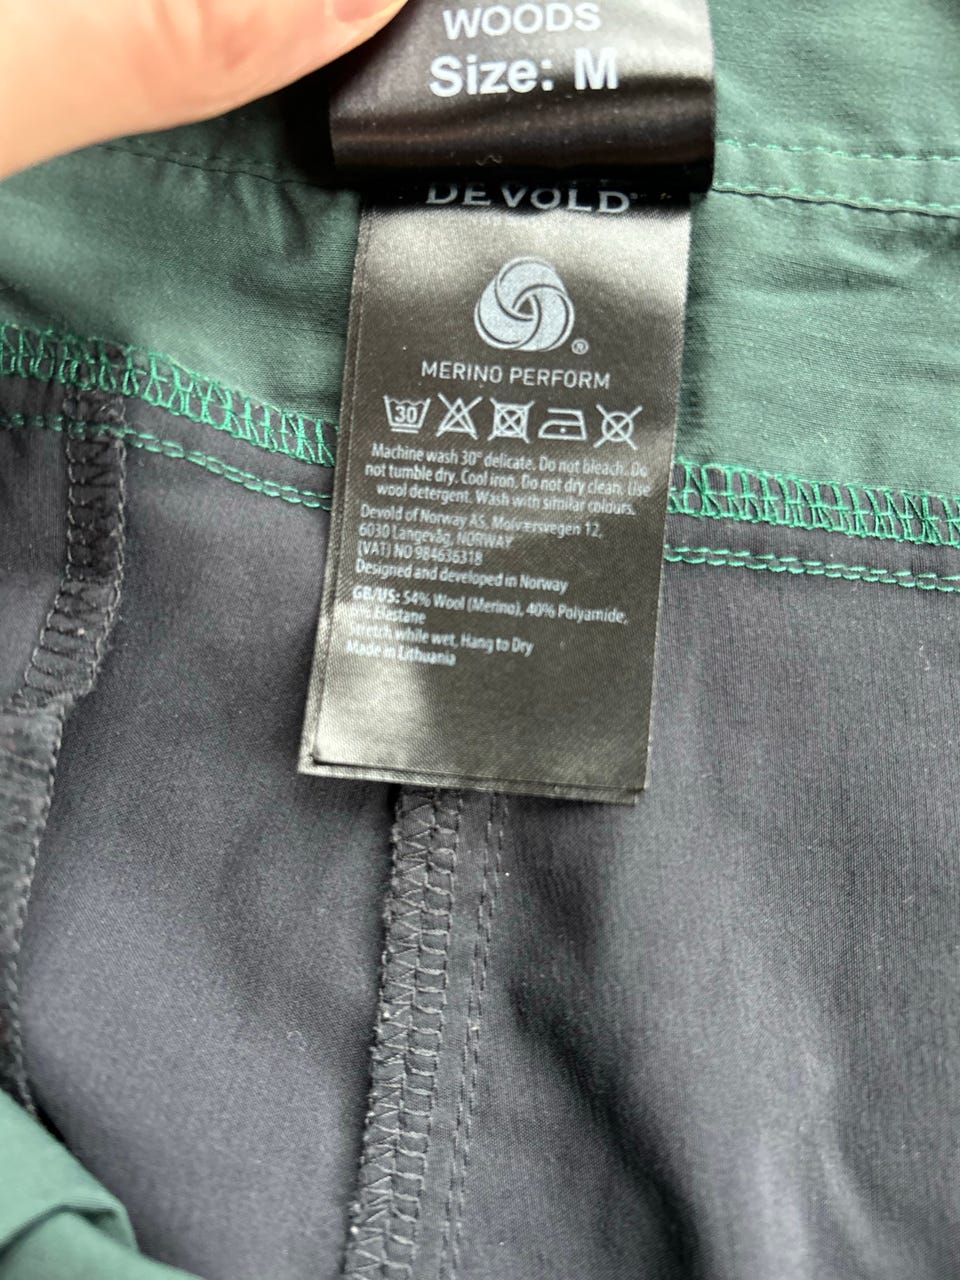 WOODS
Size: M
DEVOLD®
®
MERINO PERFORM
30
Machine wash 30° delicate. Do not bleach. Do
not tumble dry. Cool iron. Do not dry clean. Use
wool detergent. Wash with similar colours.
Devold of Norway AS, Molværsvegen 12,
6030 Langevåg, NORWAY
(VAT) NO 984636318
Designed and developed in Norway
GB/US: 54% Wool (Merino), 40% Polyamide,
Elastane
Stretch while wet, Hang to Dry
Made in Lithuania